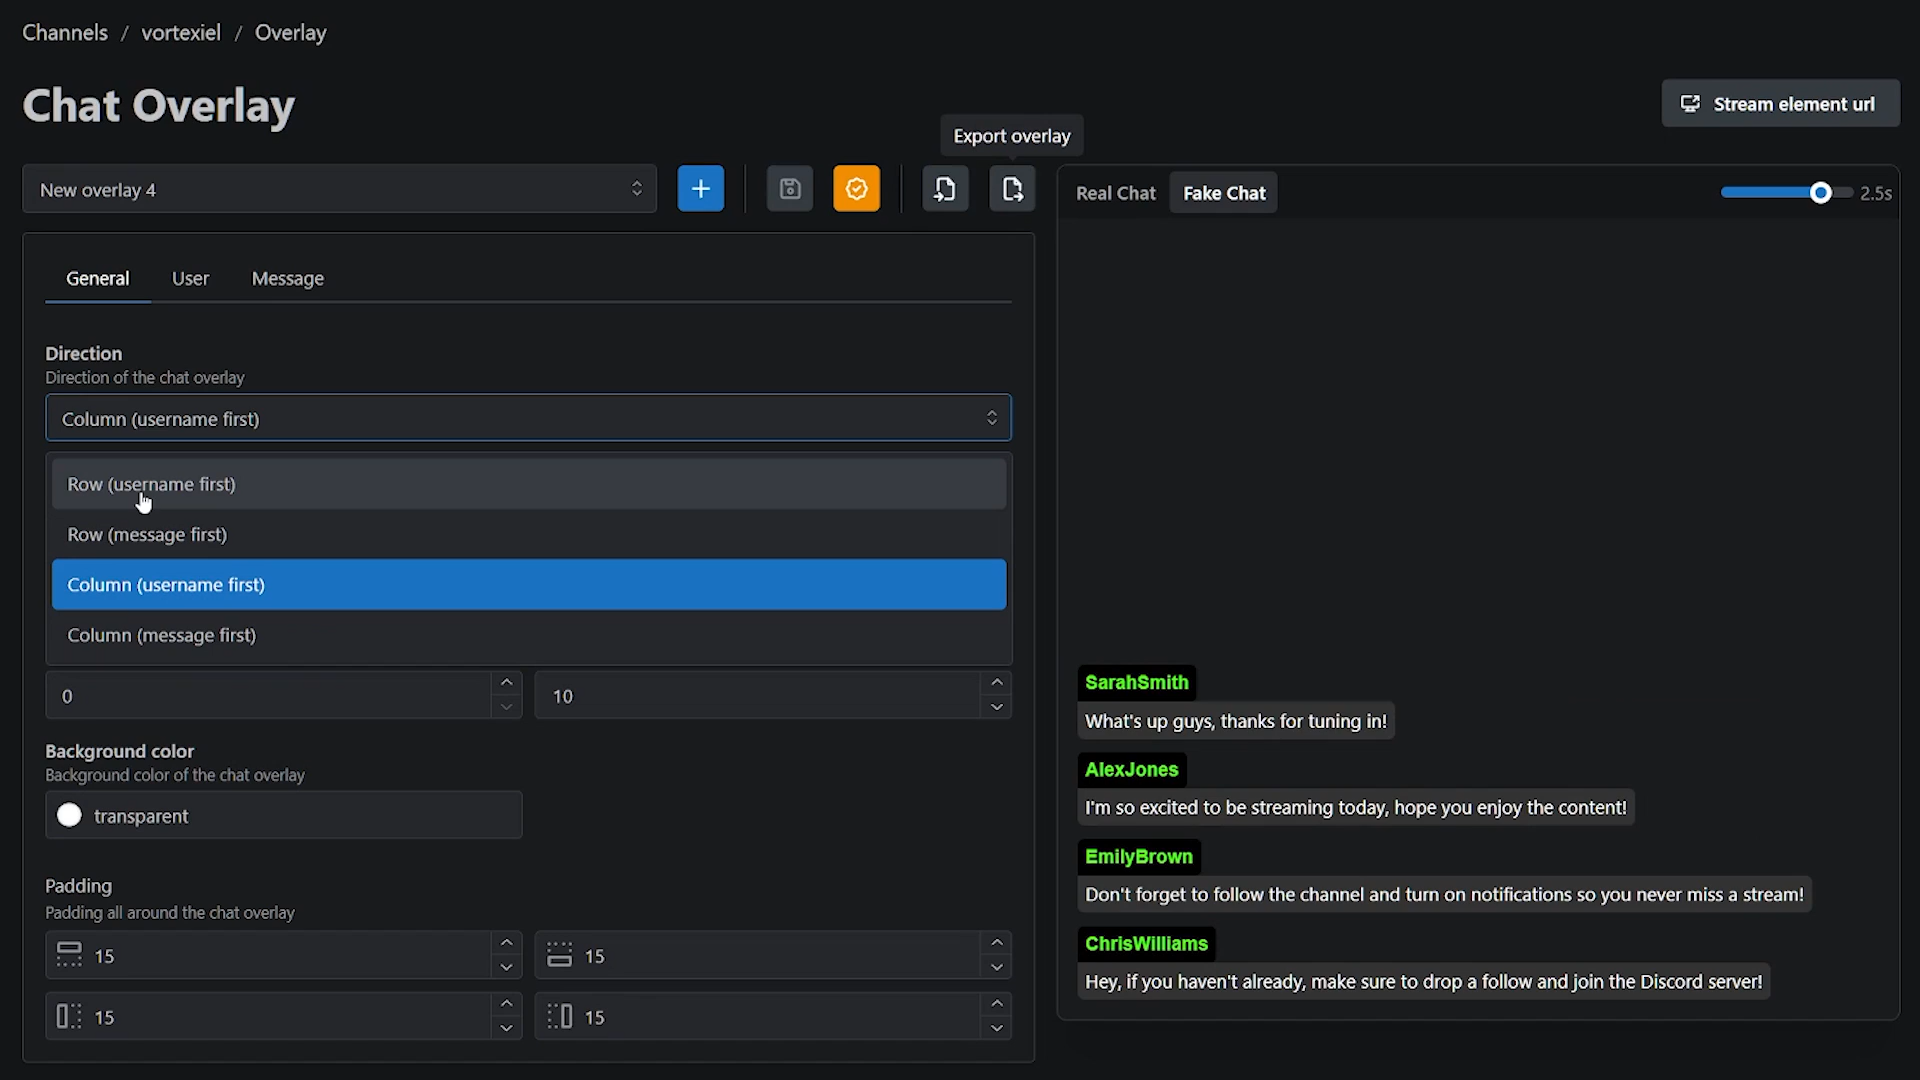 Channels / vortexiel / Overlay
Chat Overlay
Stream element url
Export overlay
New overlay 4
Real Chat
Fake Chat
2.5s
General
User
Message
Direction
Direction of the chat overlay
Column (username first)
Row (username first)
Row (message first)
Column (username first)
Column (message first)
0
10
Background color
Background color of the chat overlay
transparent
Padding
Padding all around the chat overlay
15
15
15
15
SarahSmith
What's up guys, thanks for tuning in!
AlexJones
I'm so excited to be streaming today, hope you enjoy the content!
EmilyBrown
Don't forget to follow the channel and turn on notifications so you never miss a stream!
ChrisWilliams
Hey, if you haven't already, make sure to drop a follow and join the Discord server!